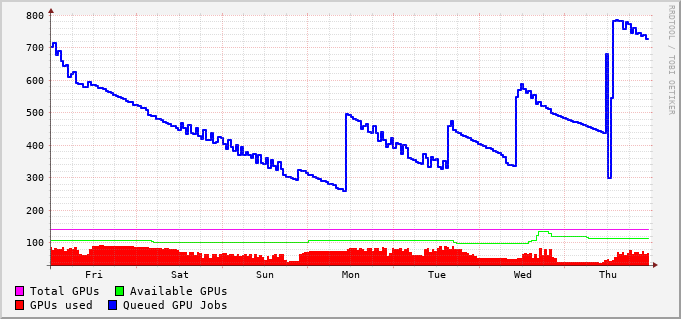 800
700
600
500
400
300
200
100
Fri Sat Sun Mon Tue Wed Thu
Total GPUs Available GPUs
GPUs used Queued GPU Jobs
RRDTOOL / TOBI OETIKER